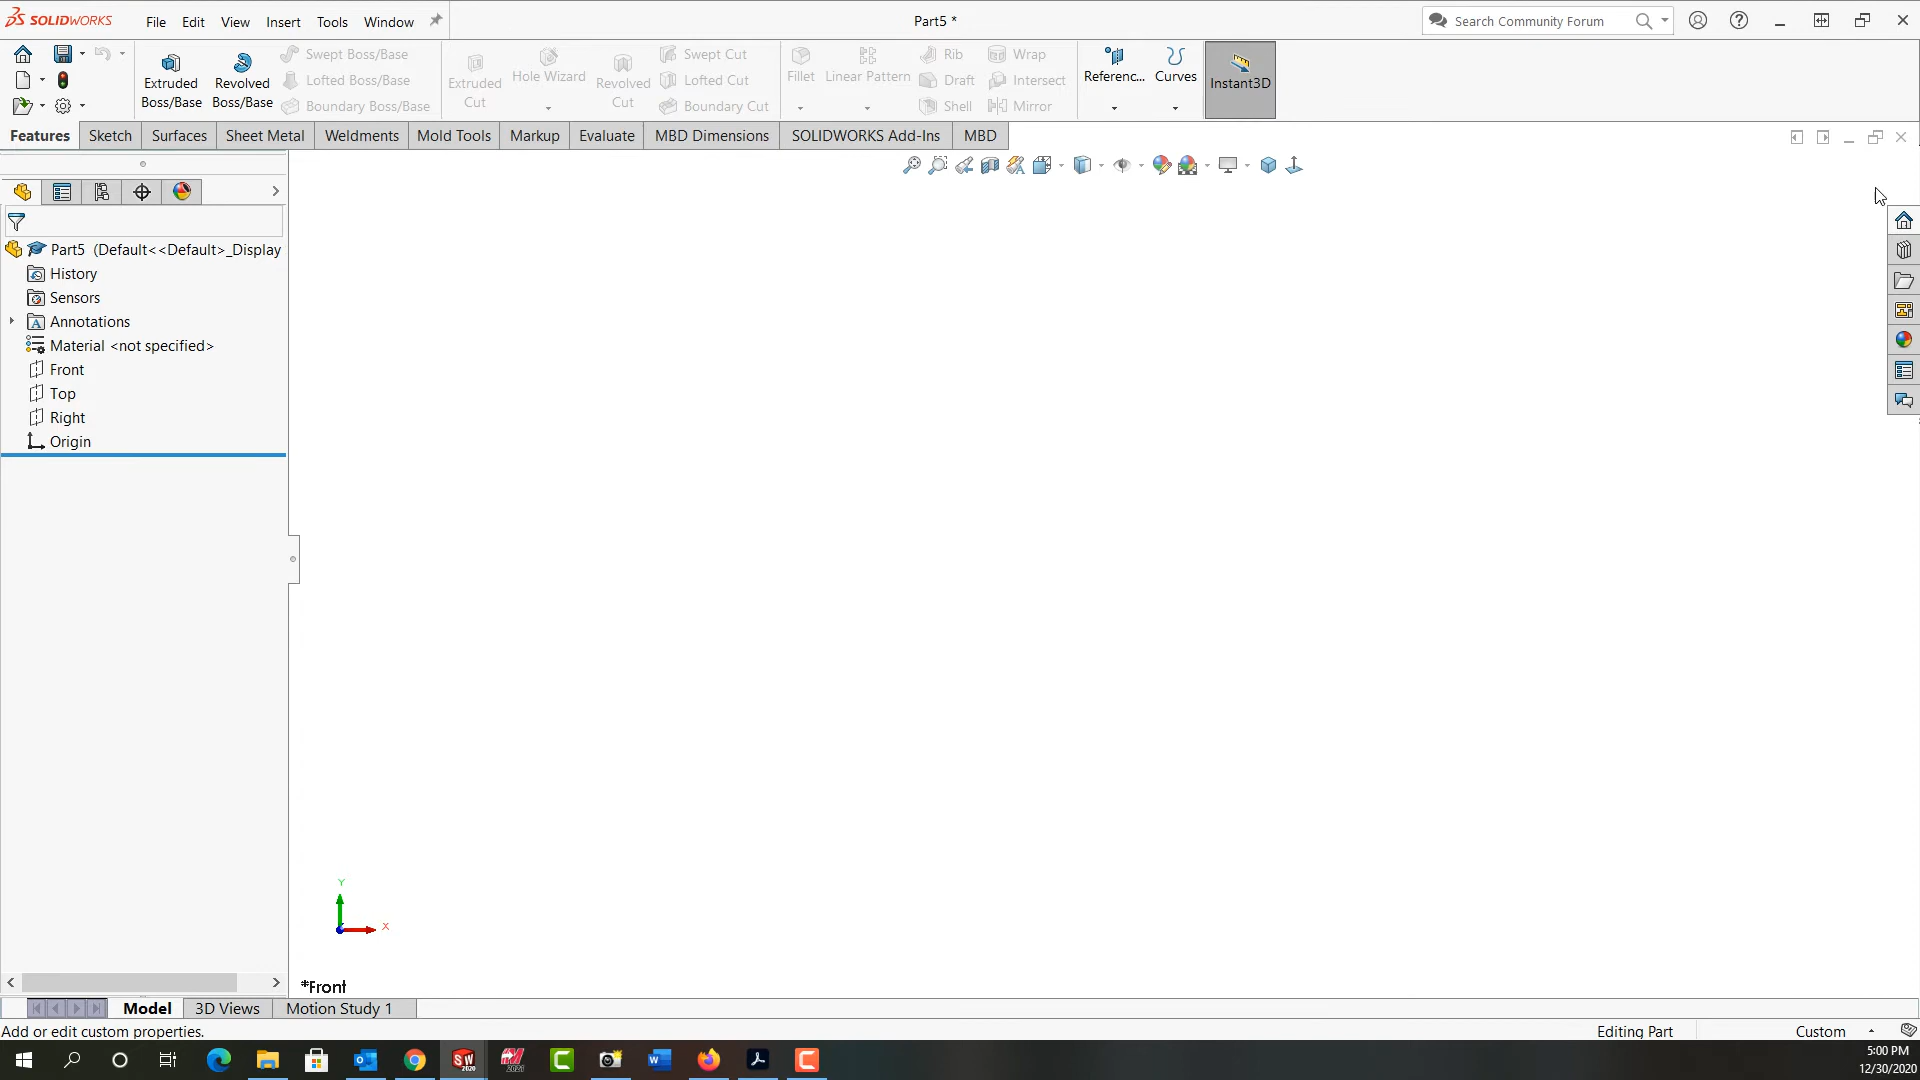 SOLIDWORKS File Edit View Insert Tools Window Part5 * Search Community Forum
Extruded Boss/Base
Revolved Boss/Base
Swept Boss/Base
Lofted Boss/Base
Boundary Boss/Base
Extruded Cut
Hole Wizard
Revolved Cut
Swept Cut
Lofted Cut
Boundary Cut
Fillet
Linear Pattern
Rib
Draft
Shell
Wrap
Intersect
Mirror
Referenc...
Curves
Instant3D
Features Sketch Surfaces Sheet Metal Weldments Mold Tools Markup Evaluate MBD Dimensions SOLIDWORKS Add-Ins MBD
Part5 (Default<<Default>_Display
History
Sensors
Annotations
Material <not specified>
Front
Top
Right
Origin
Y
X
*Front
Model 3D Views Motion Study 1
Add or edit custom properties. Editing Part Custom
5:00 PM
12/30/2020